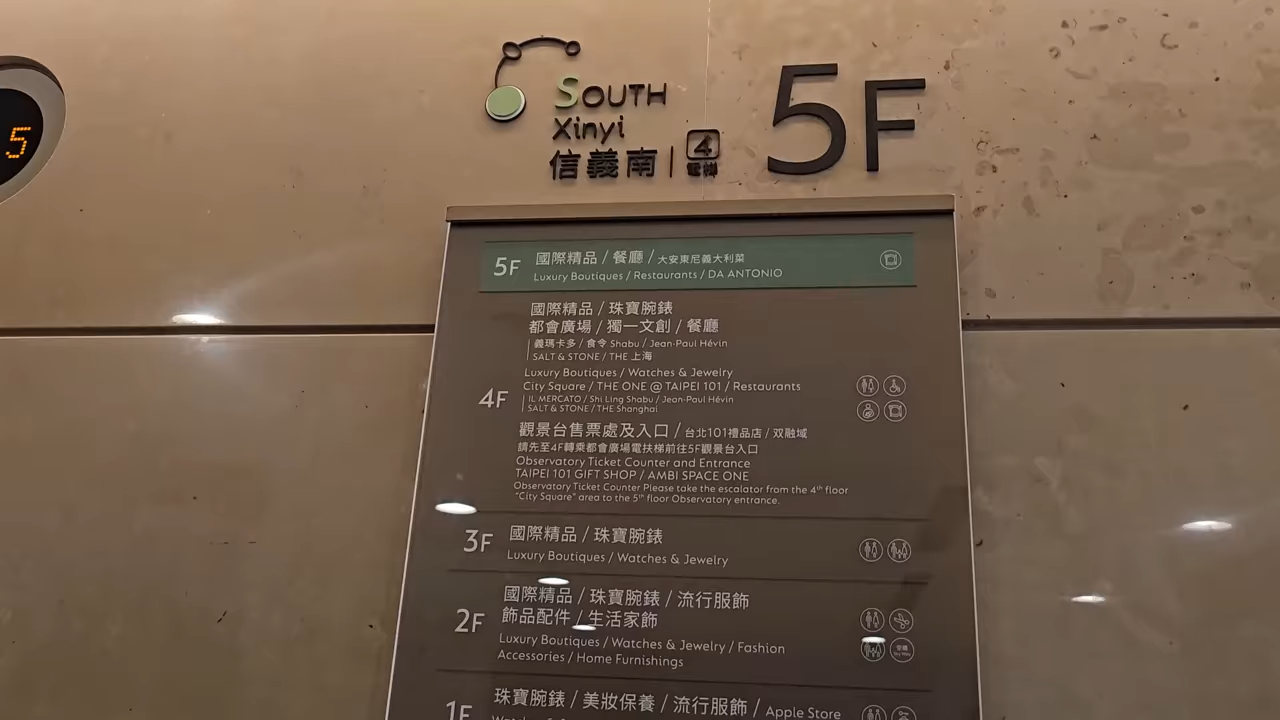 5
SOUTH
Xinyi
信義南 | 4 電梯
5F
5F 國際精品 / 餐廳 / 大安東尼義大利菜
Luxury Boutiques / Restaurants / DA ANTONIO
4F
國際精品 / 珠寶腕錶
都會廣場 / 獨一文創 / 餐廳
義瑪卡多 / 食令 Shabu / Jean-Paul Hévin
SALT & STONE / THE 上海
Luxury Boutiques / Watches & Jewelry
City Square / THE ONE @ TAIPEI 101 / Restaurants
IL MERCATO / Shi Ling Shabu / Jean-Paul Hévin
SALT & STONE / THE Shanghai
觀景台售票處及入口 / 台北101禮品店 / 双融域
請先至4F轉乘都會廣場電扶梯前往5F觀景台入口
Observatory Ticket Counter and Entrance
TAIPEI 101 GIFT SHOP / AMBI SPACE ONE
Observatory Ticket Counter Please take the escalator from the 4th floor
"City Square" area to the 5th floor Observatory entrance.
3F 國際精品 / 珠寶腕錶
Luxury Boutiques / Watches & Jewelry
2F 國際精品 / 珠寶腕錶 / 流行服飾
飾品配件 / 生活家飾
Luxury Boutiques / Watches & Jewelry / Fashion
Accessories / Home Furnishings
1F 珠寶腕錶 / 美妝保養 / 流行服飾 / Apple Store